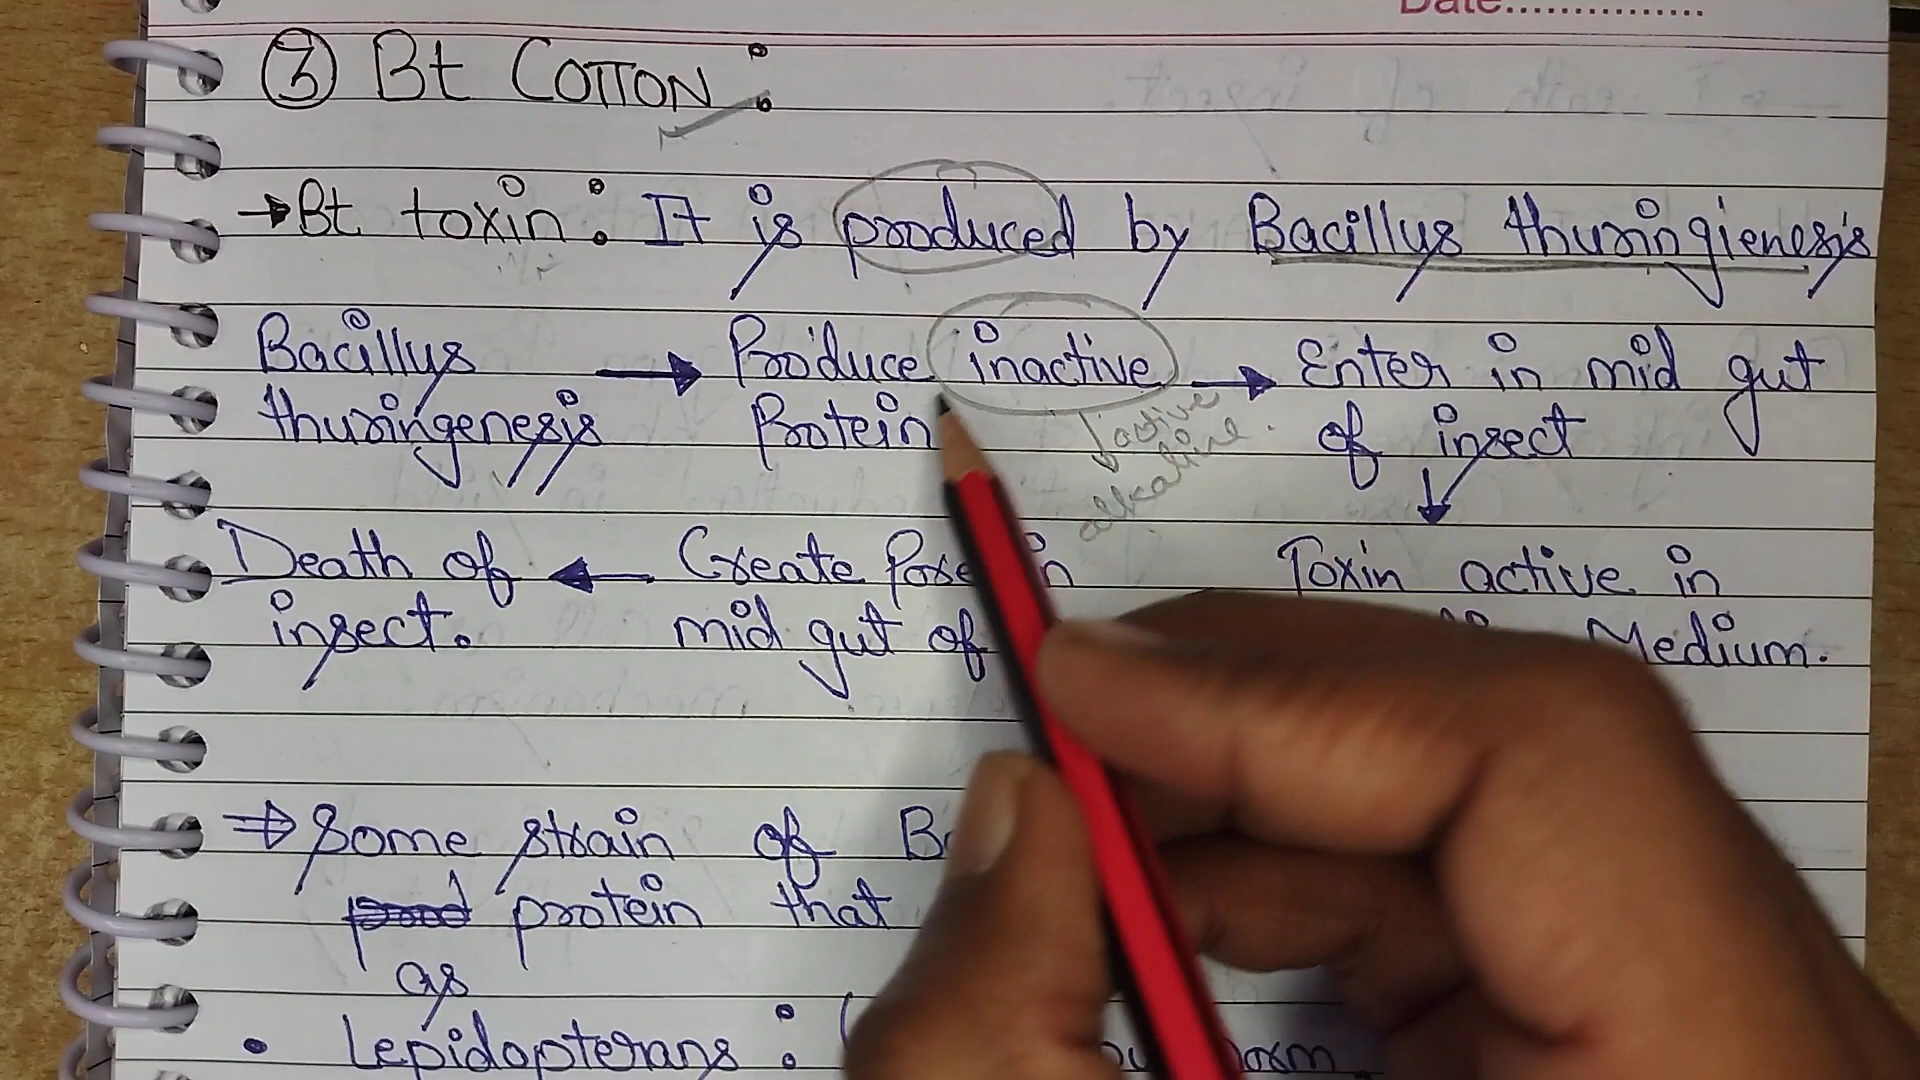 Date................
③ Bt COTTON :
→ Bt toxin : It is produced by Bacillus thuringienesis
Bacillus → Produce inactive → Enter in mid gut
thuringenesis Protein of insect
active
alkaline.
Death of ← Create Pore in Toxin active in
insect. mid gut of Medium.
⇒ Some strain of
protein that
as
• Lepidopterans :